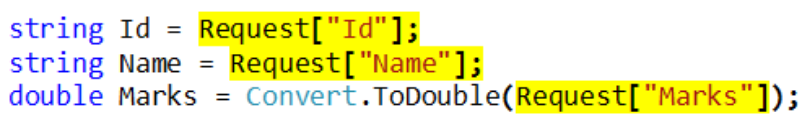 string Id = Request["Id"];
string Name = Request["Name"];
double Marks = Convert.ToDouble(Request["Marks"]);